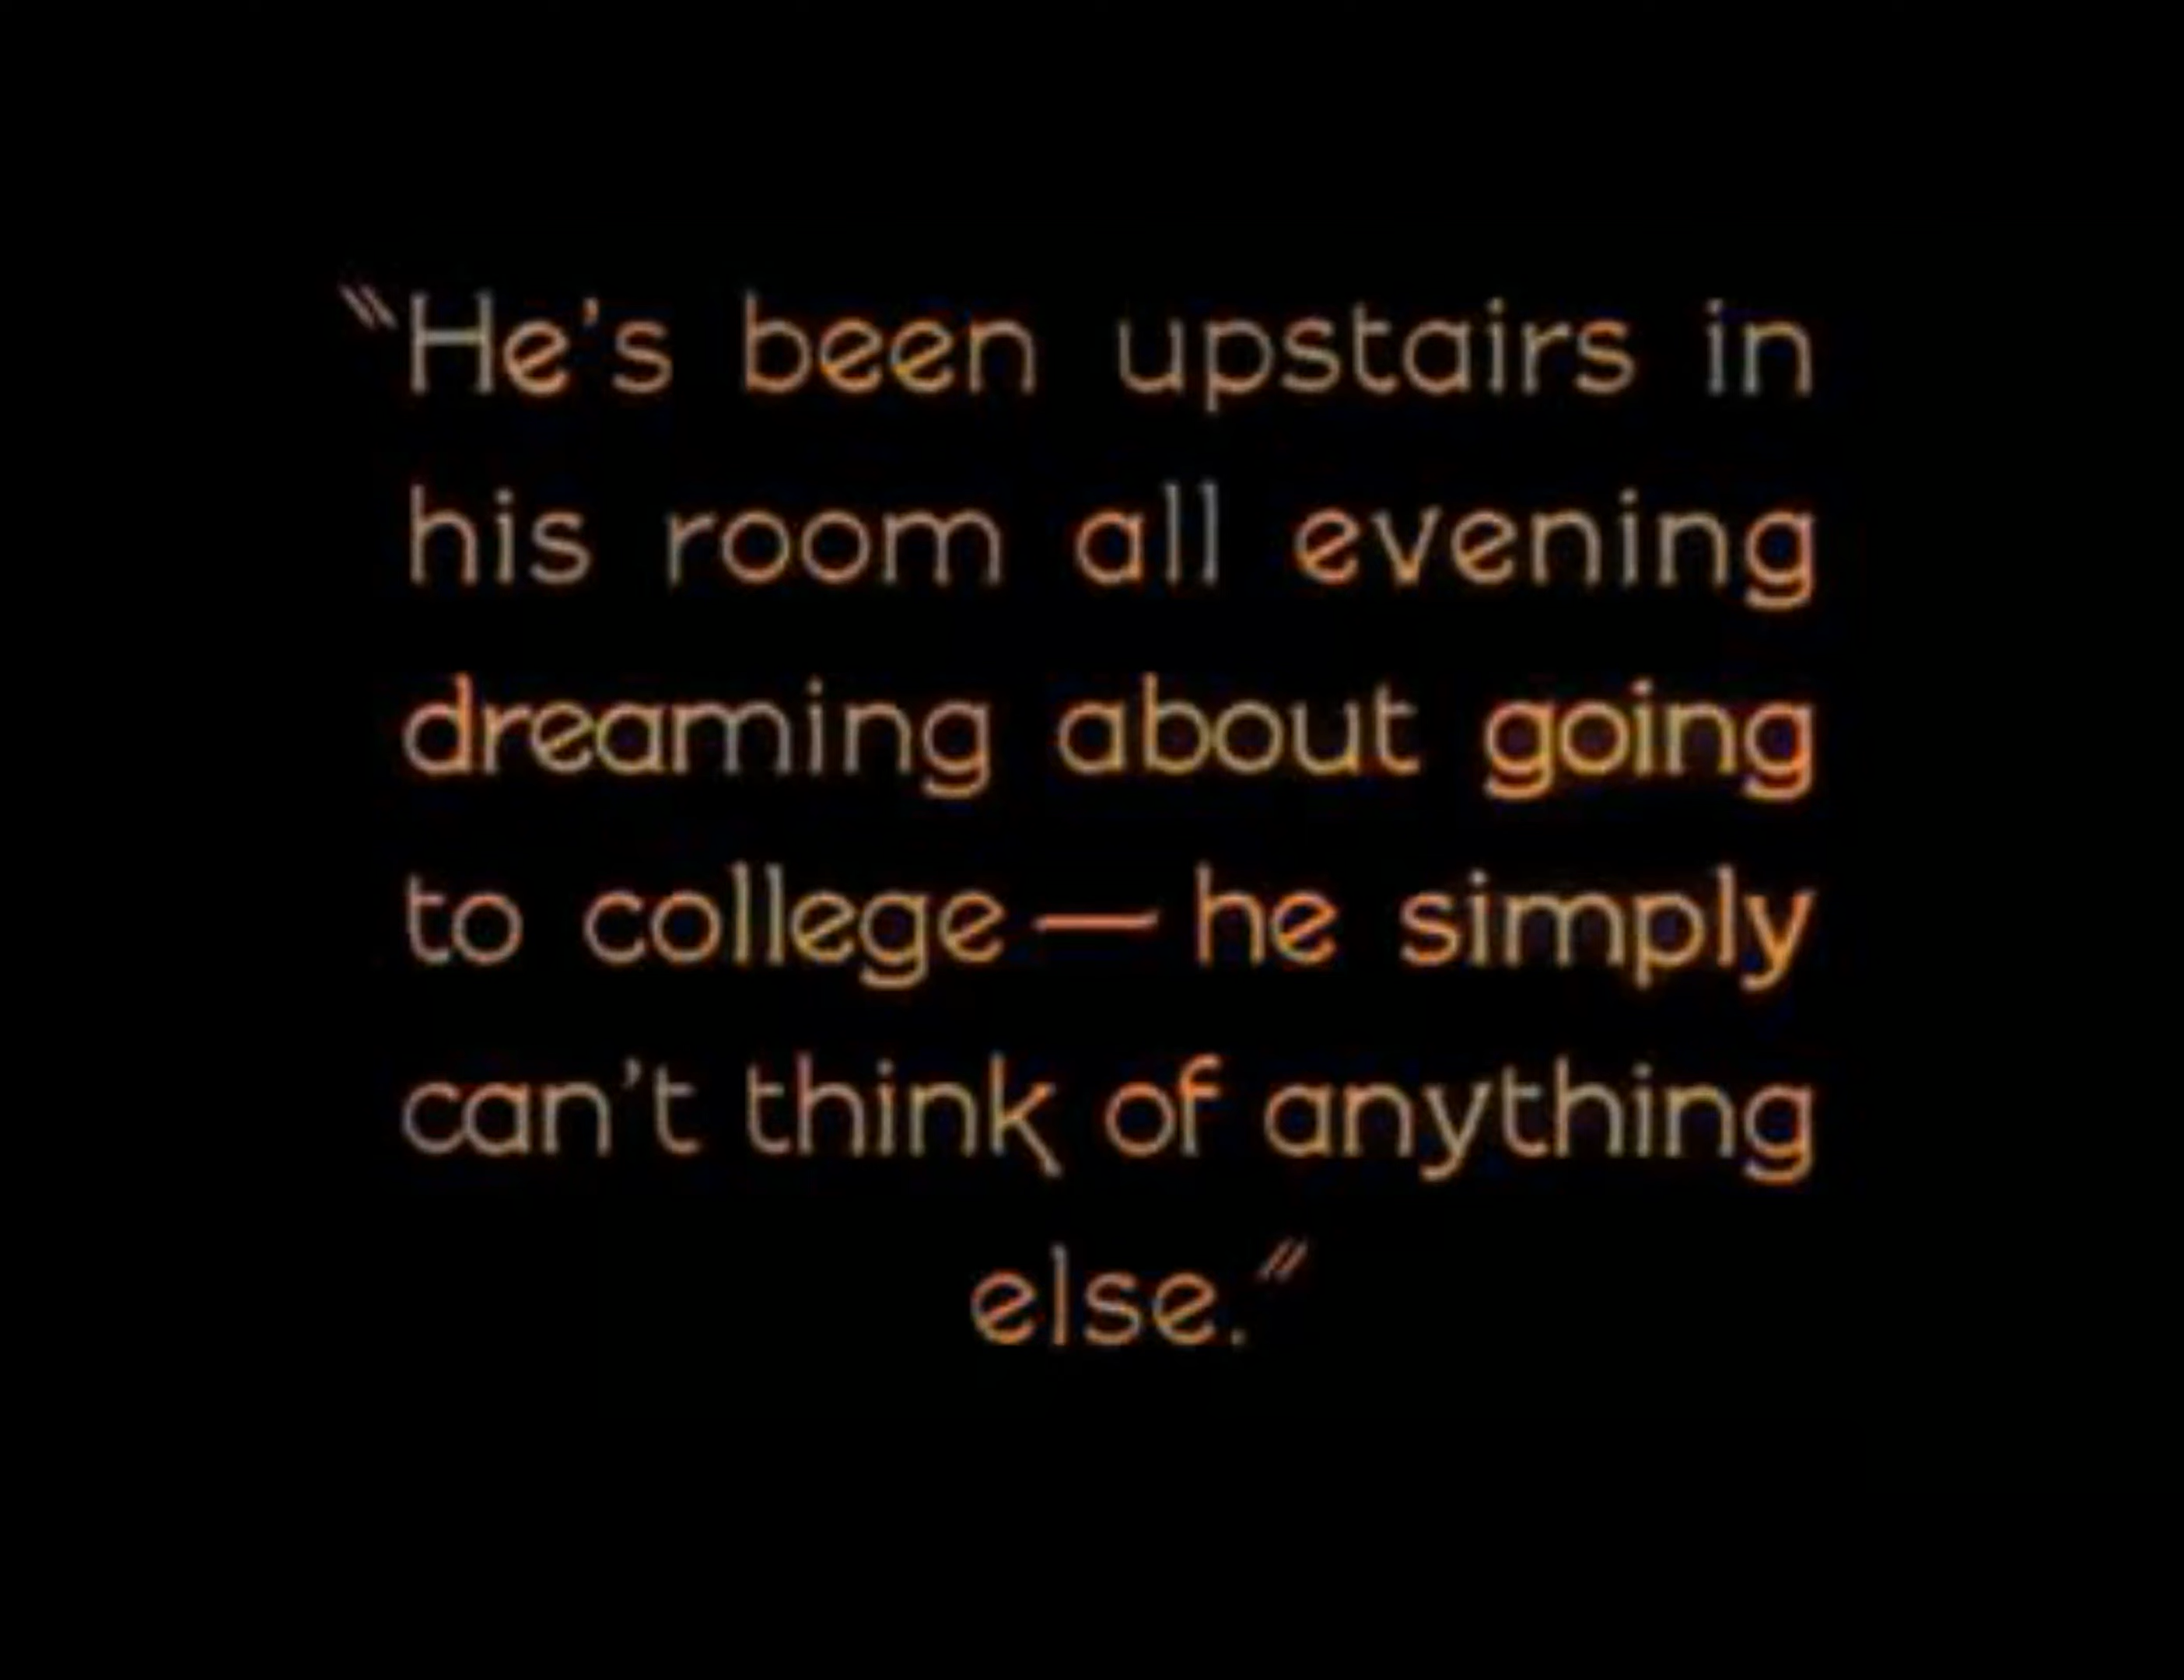 “He’s been upstairs in
his room all evening
dreaming about going
to college — he simply
can’t think of anything
else.”